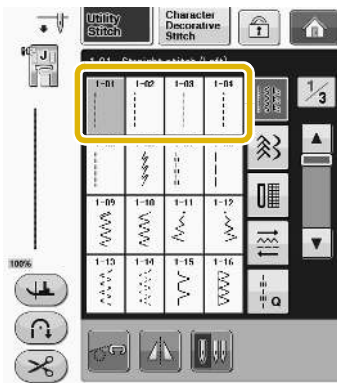 Utility
Stitch
Character
Decorative
Stitch
J
1-01 Straight stitch (Left)
1-01 1-02 1-03 1-04
1/3
1-09 1-10 1-11 1-12
100%
1-13 1-14 1-15 1-16
Q